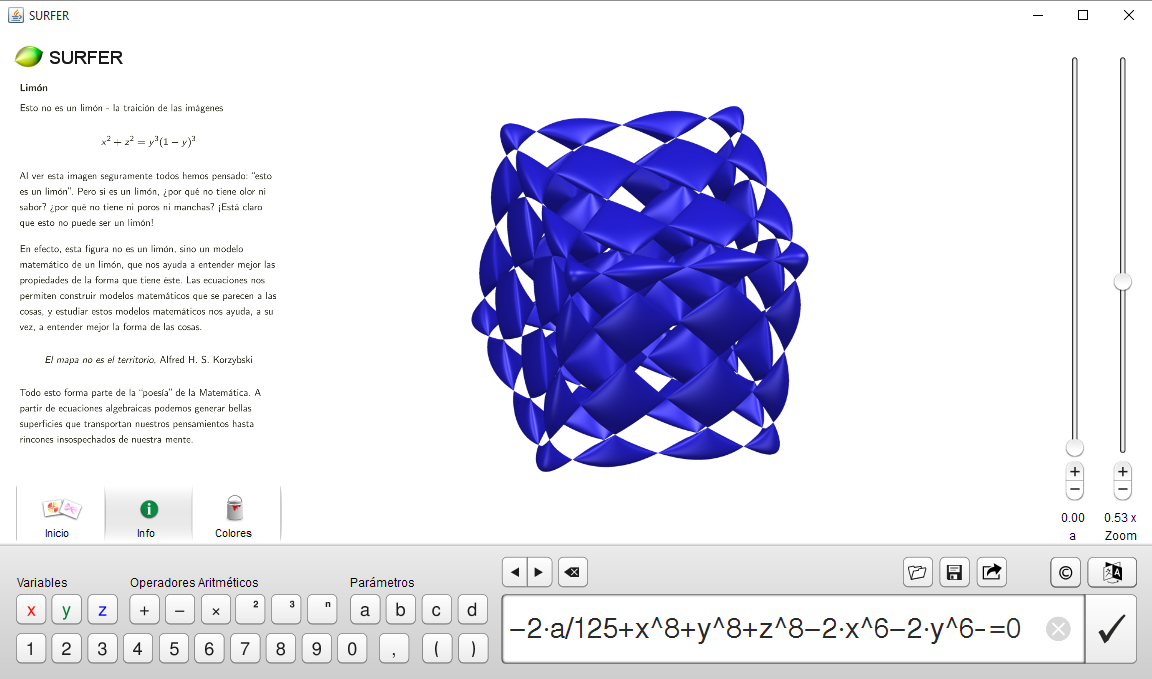 SURFER
SURFER
Limón
Esto no es un limón - la traición de las imágenes
x² + z² = y³(1 − y)³
Al ver esta imagen seguramente todos hemos pensado: "esto
es un limón". Pero si es un limón, ¿por qué no tiene olor ni
sabor? ¿por qué no tiene ni poros ni manchas? ¡Está claro
que esto no puede ser un limón!
En efecto, esta figura no es un limón, sino un modelo
matemático de un limón, que nos ayuda a entender mejor las
propiedades de la forma que tiene éste. Las ecuaciones nos
permiten construir modelos matemáticos que se parecen a las
cosas, y estudiar estos modelos matemáticos nos ayuda, a su
vez, a entender mejor la forma de las cosas.
El mapa no es el territorio, Alfred H. S. Korzybski
Todo esto forma parte de la "poesía" de la Matemática. A
partir de ecuaciones algebraicas podemos generar bellas
superficies que transportan nuestros pensamientos hasta
rincones insospechados de nuestra mente.
Inicio Info Colores
+ +
− −
0.00 0.53 x
a Zoom
Variables Operadores Aritméticos Parámetros
x y z + − × ² ³ ⁿ a b c d
1 2 3 4 5 6 7 8 9 0 , ( )
© 文A
−2·a/125+x^8+y^8+z^8−2·x^6−2·y^6-=0